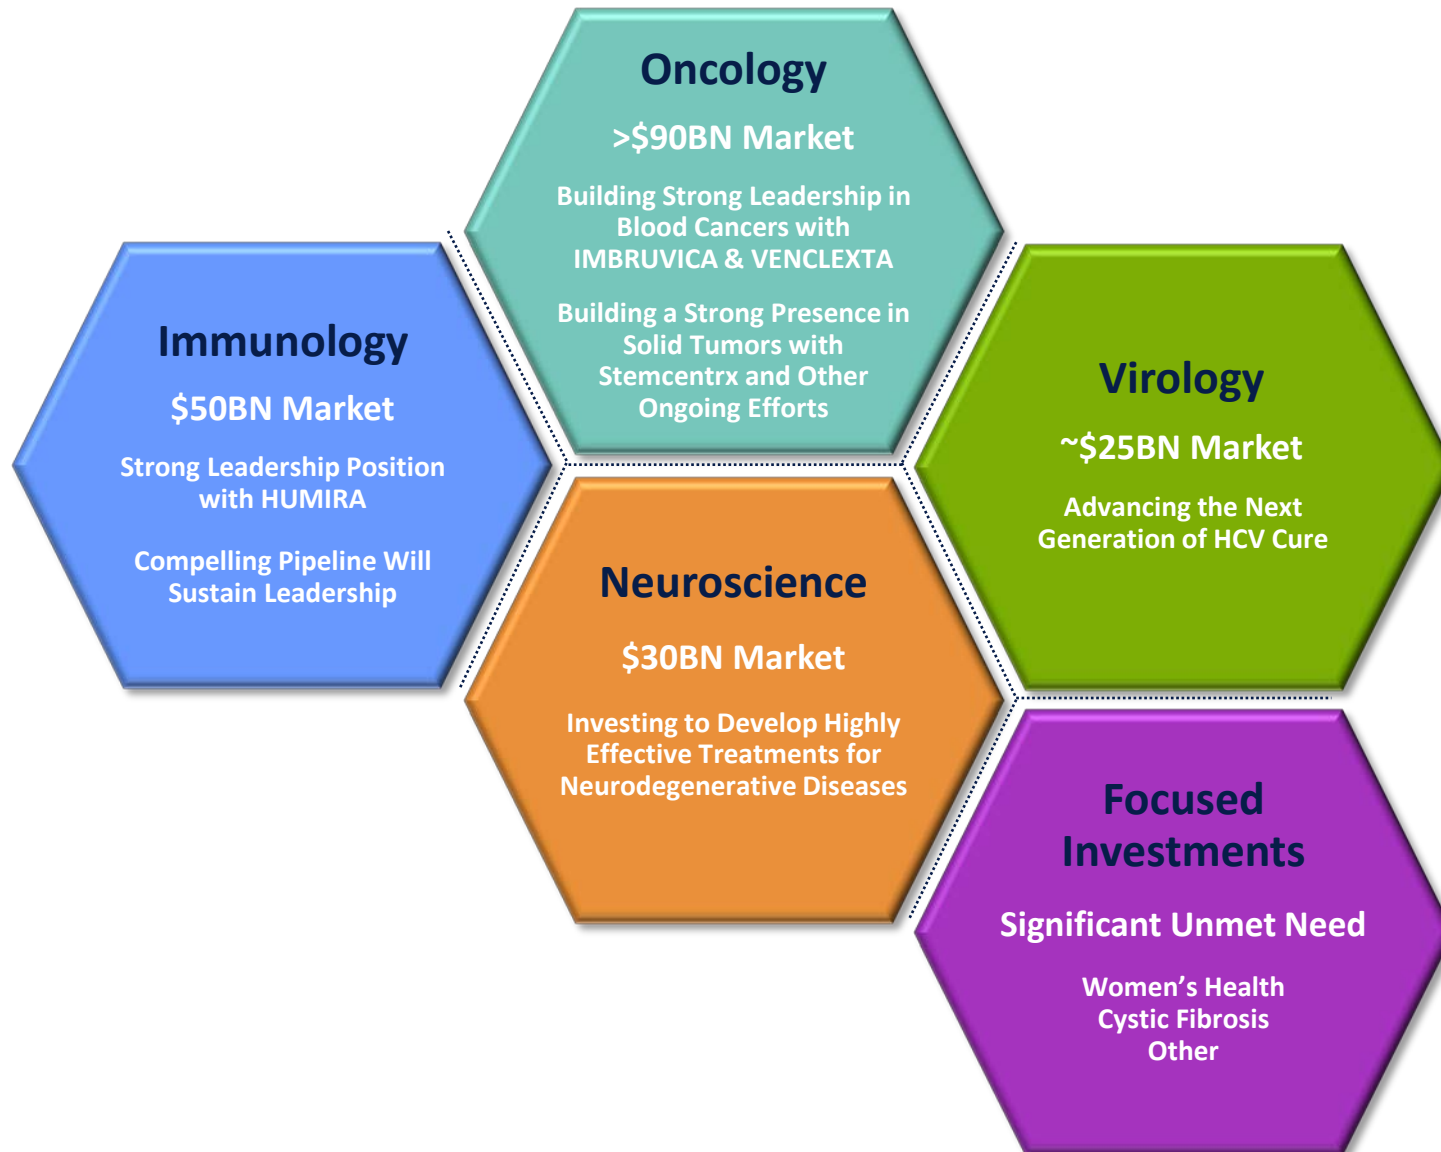 Oncology
>$90BN Market
Building Strong Leadership in
Blood Cancers with
IMBRUVICA & VENCLEXTA
Building a Strong Presence in
Solid Tumors with
Stemcentrx and Other
Ongoing Efforts
Immunology
$50BN Market
Strong Leadership Position
with HUMIRA
Compelling Pipeline Will
Sustain Leadership
Virology
~$25BN Market
Advancing the Next
Generation of HCV Cure
Neuroscience
$30BN Market
Investing to Develop Highly
Effective Treatments for
Neurodegenerative Diseases
Focused
Investments
Significant Unmet Need
Women’s Health
Cystic Fibrosis
Other